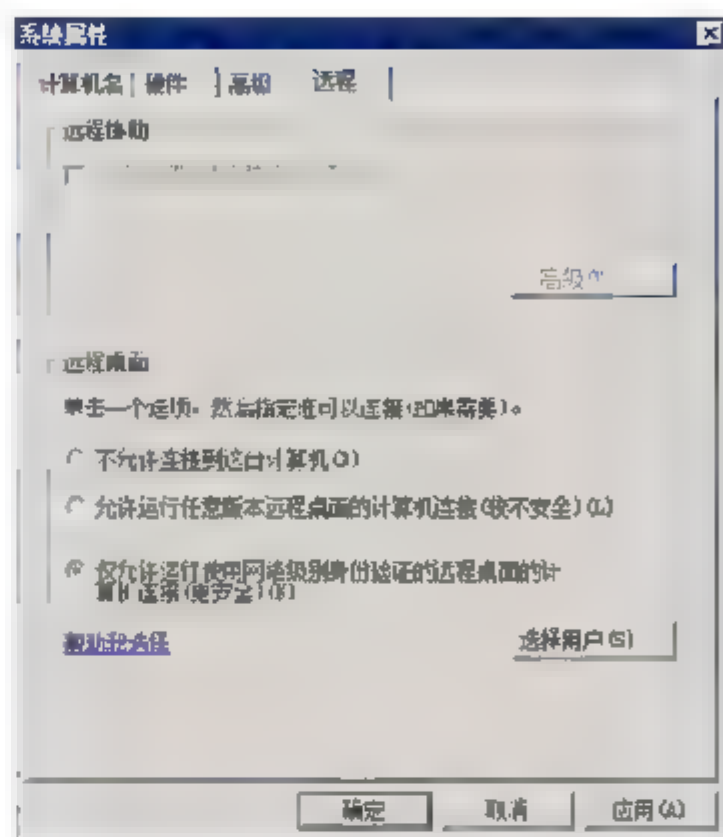 系统属性
计算机名 硬件 高级 远程
远程协助
高级
远程桌面
单击一个选项，然后指定谁可以连接(如果需要)。
不允许连接到这台计算机(D)
允许运行任意版本远程桌面的计算机连接(较不安全)(L)
仅允许运行使用网络级别身份验证的远程桌面的计
算机连接(更安全)(N)
帮助我选择
选择用户(S)
确定 取消 应用(A)